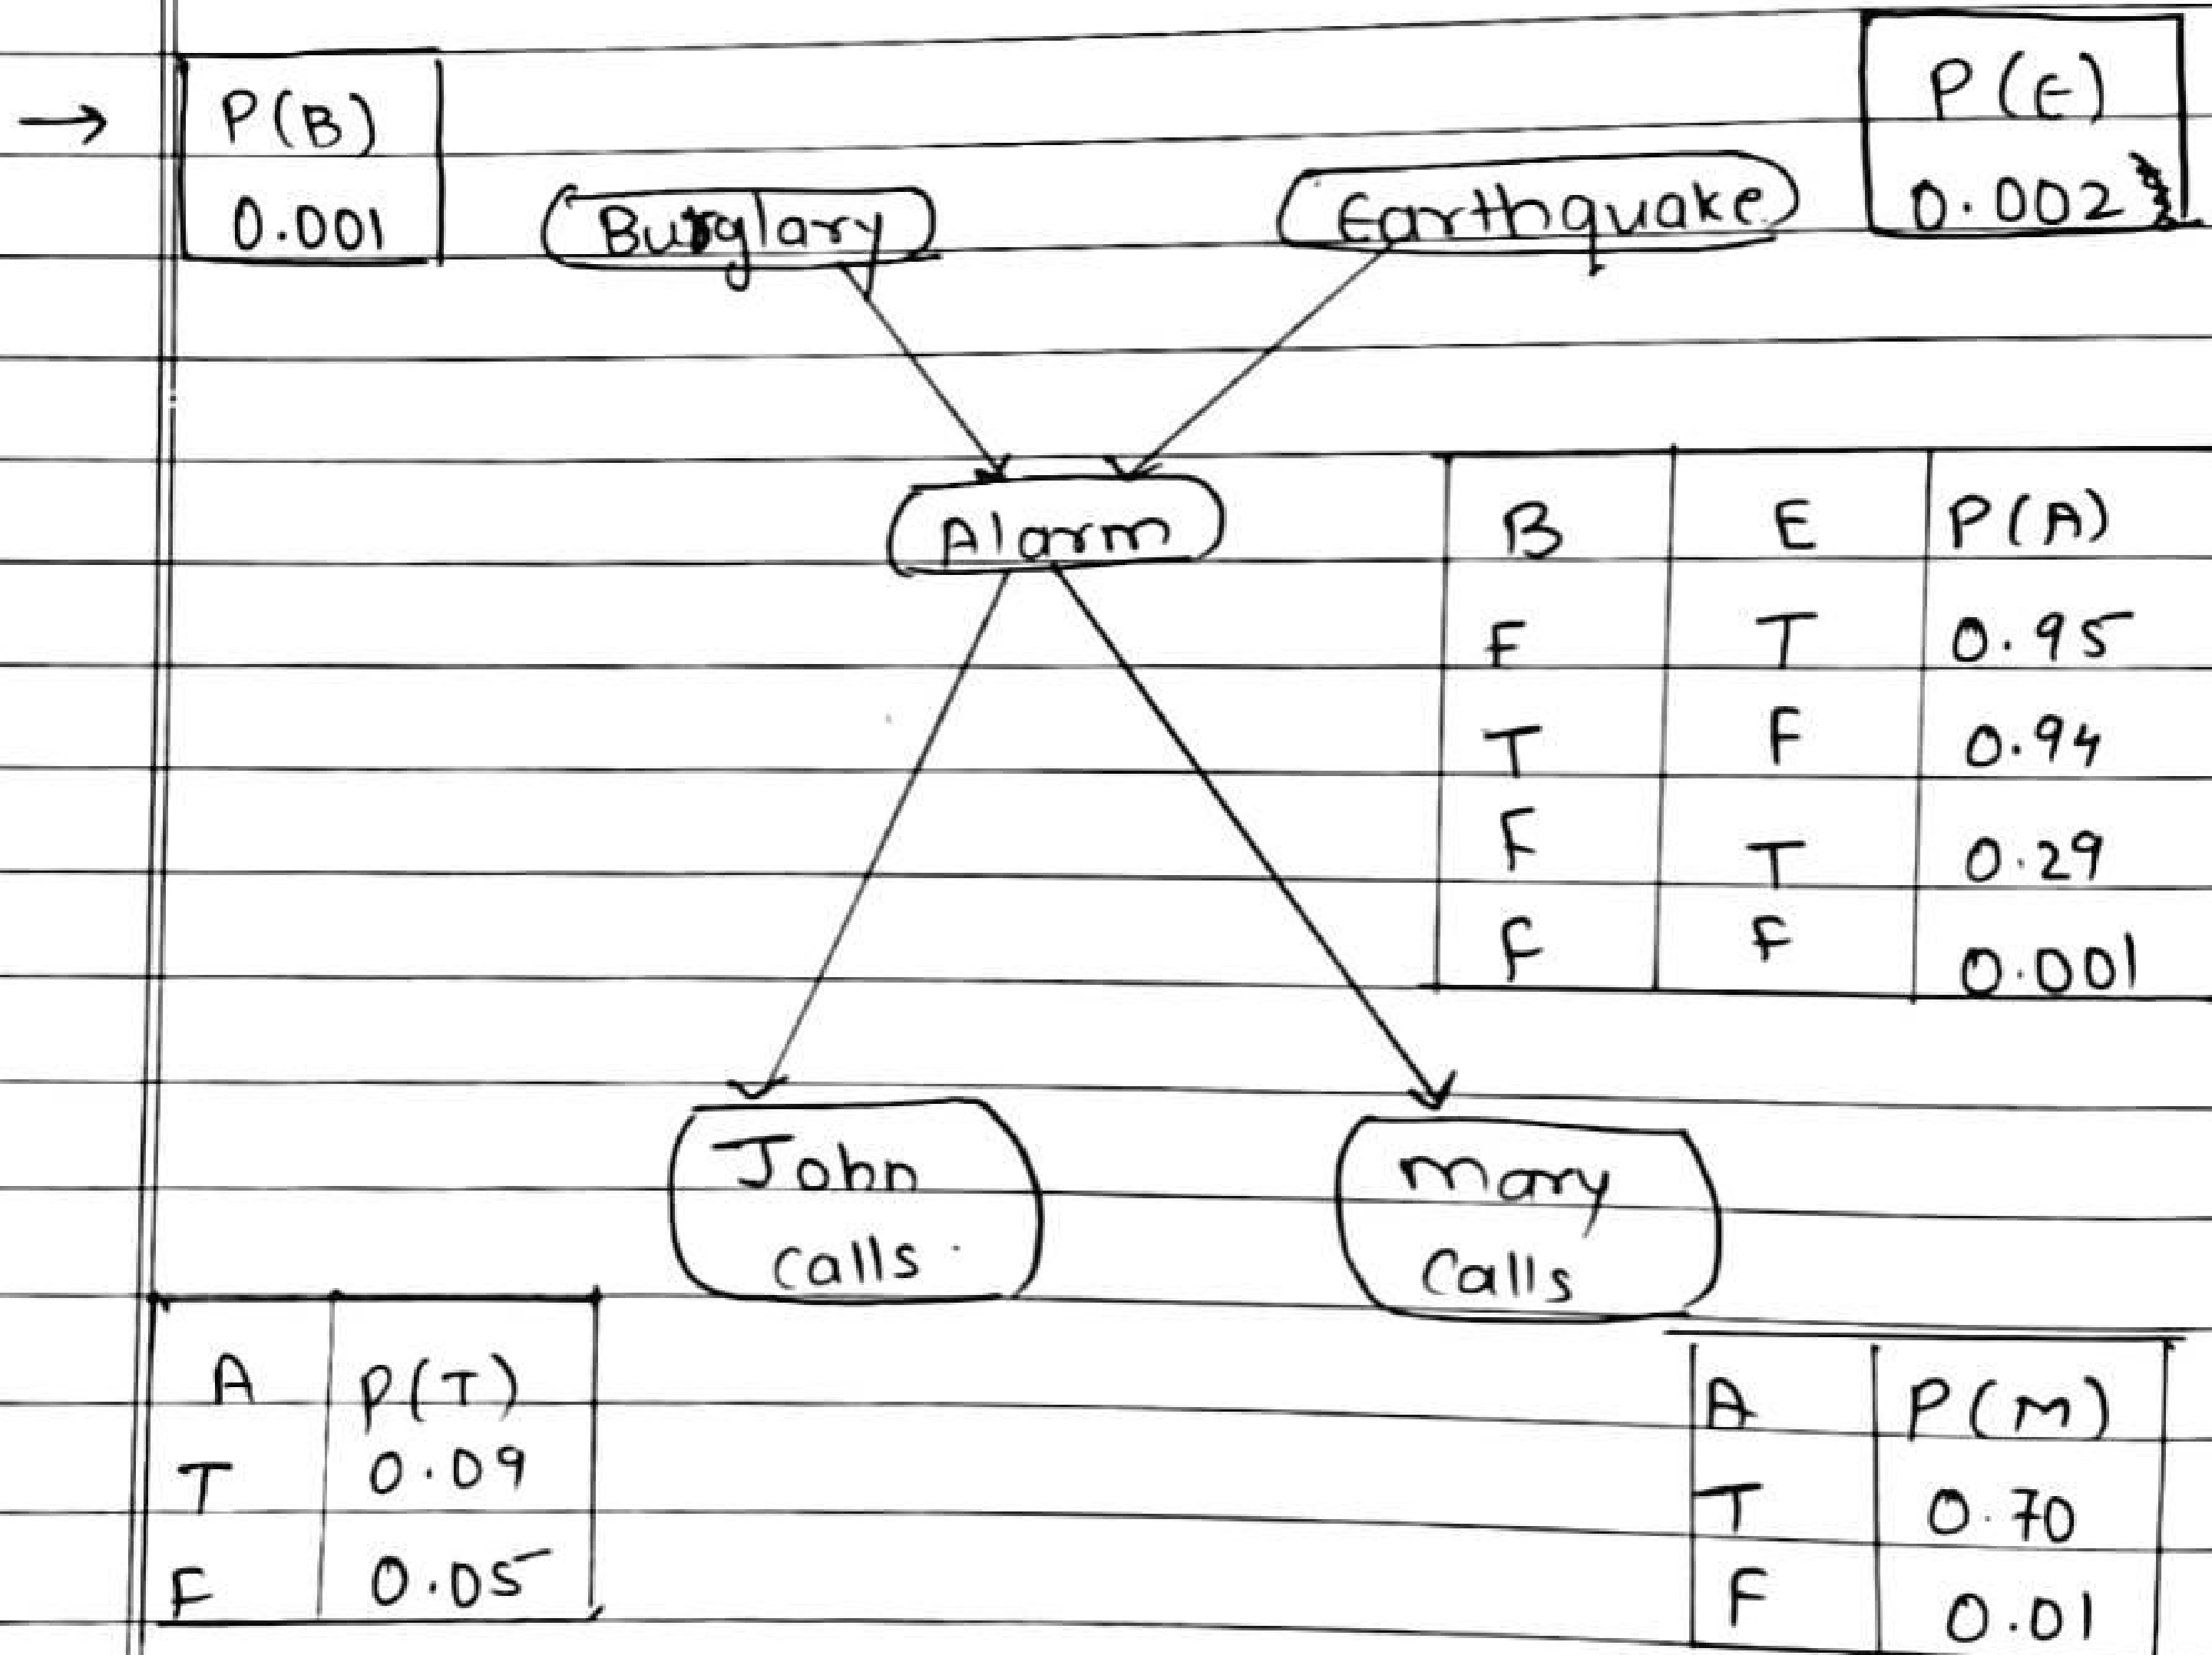 → P(B)
0.001
Burglary
Earthquake
P(E)
0.002
Alarm
B E P(A)
F T 0.95
T F 0.94
F T 0.29
F F 0.001
John
Calls
Mary
Calls
A P(T)
T 0.09
F 0.05
A P(M)
T 0.70
F 0.01